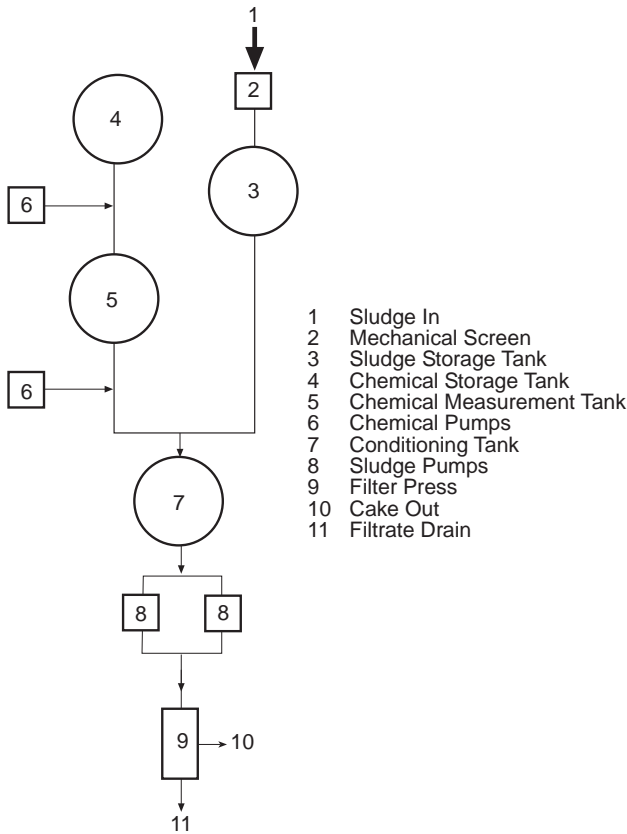 1
2
4
3
6
5
6
7
8 8
9 10
11
1 Sludge In
2 Mechanical Screen
3 Sludge Storage Tank
4 Chemical Storage Tank
5 Chemical Measurement Tank
6 Chemical Pumps
7 Conditioning Tank
8 Sludge Pumps
9 Filter Press
10 Cake Out
11 Filtrate Drain